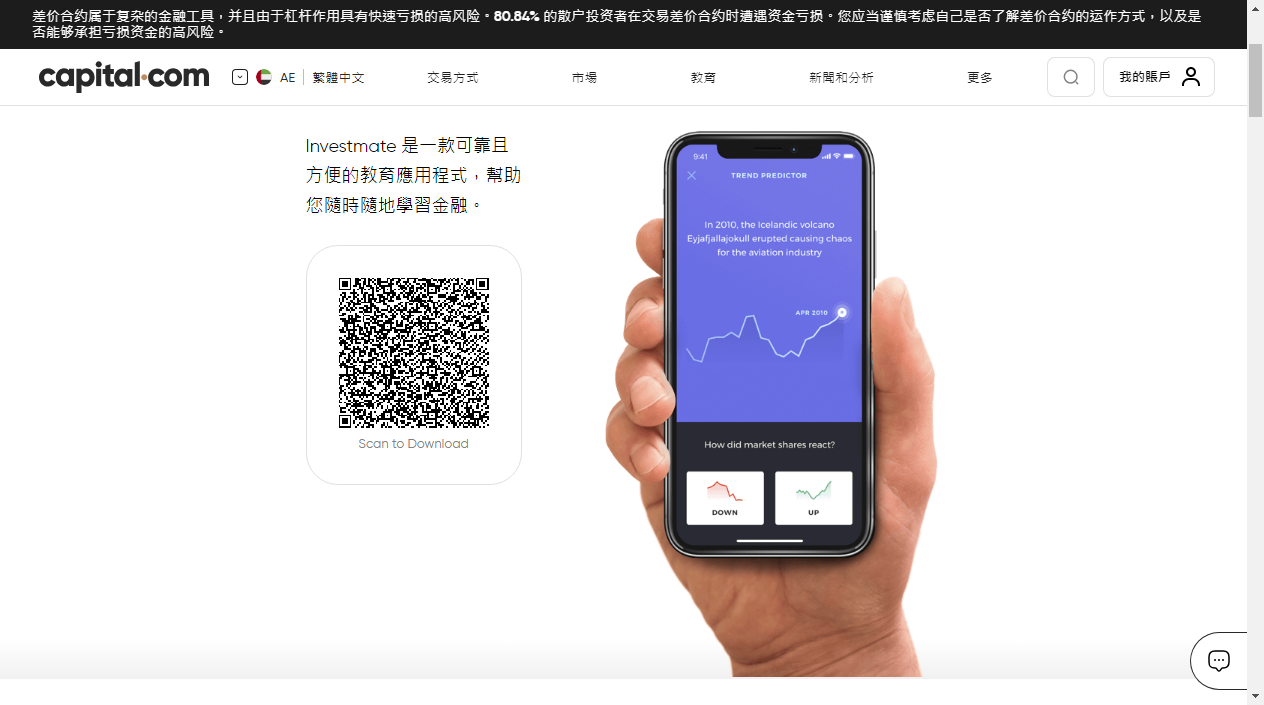 差价合约属于复杂的金融工具，并且由于杠杆作用具有快速亏损的高风险。80.84% 的散户投资者在交易差价合约时遭遇资金亏损。您应当谨慎考虑自己是否了解差价合约的运作方式，以及是
否能够承担亏损资金的高风险。
capital.com AE 繁體中文 交易方式 市場 教育 新聞和分析 更多 我的賬戶
Investmate 是一款可靠且
方便的教育應用程式，幫助
您隨時隨地學習金融。
Scan to Download
9:41
TREND PREDICTOR
In 2010, the Icelandic volcano
Eyjafjallajokull erupted causing chaos
for the aviation industry
APR 2010
How did market shares react?
DOWN UP